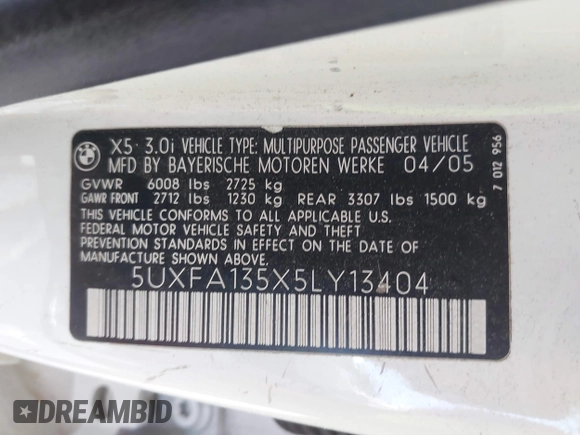 X5 3.0i VEHICLE TYPE: MULTIPURPOSE PASSENGER VEHICLE
MFD BY BAYERISCHE MOTOREN WERKE 04/05
GVWR 6008 lbs 2725 kg
GAWR FRONT 2712 lbs 1230 kg REAR 3307 lbs 1500 kg
THIS VEHICLE CONFORMS TO ALL APPLICABLE U.S.
FEDERAL MOTOR VEHICLE SAFETY AND THEFT
PREVENTION STANDARDS IN EFFECT ON THE DATE OF
MANUFACTURE SHOWN ABOVE.
5UXFA135X5LY13404
7 012 956
DREAMBID